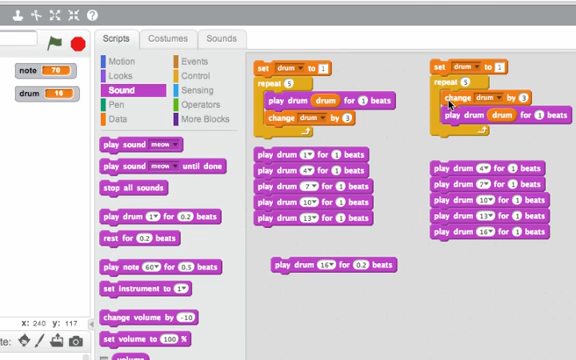 Scripts Costumes Sounds
note 76
drum 16
Motion Events
Looks Control
Sound Sensing
Pen Operators
Data More Blocks
play sound meow
play sound meow until done
stop all sounds
play drum 1 for 0.2 beats
rest for 0.2 beats
play note 60 for 0.5 beats
set instrument to 1
change volume by -10
set volume to 100 %
x: 240 y: 117
set drum to 1
repeat 5
play drum drum for 1 beats
change drum by 3
play drum 1 for 1 beats
play drum 4 for 1 beats
play drum 7 for 1 beats
play drum 10 for 1 beats
play drum 13 for 1 beats
play drum 16 for 0.2 beats
set drum to 1
repeat 5
change drum by 3
play drum drum for 1 beats
play drum 4 for 1 beats
play drum 7 for 1 beats
play drum 10 for 1 beats
play drum 13 for 1 beats
play drum 16 for 1 beats